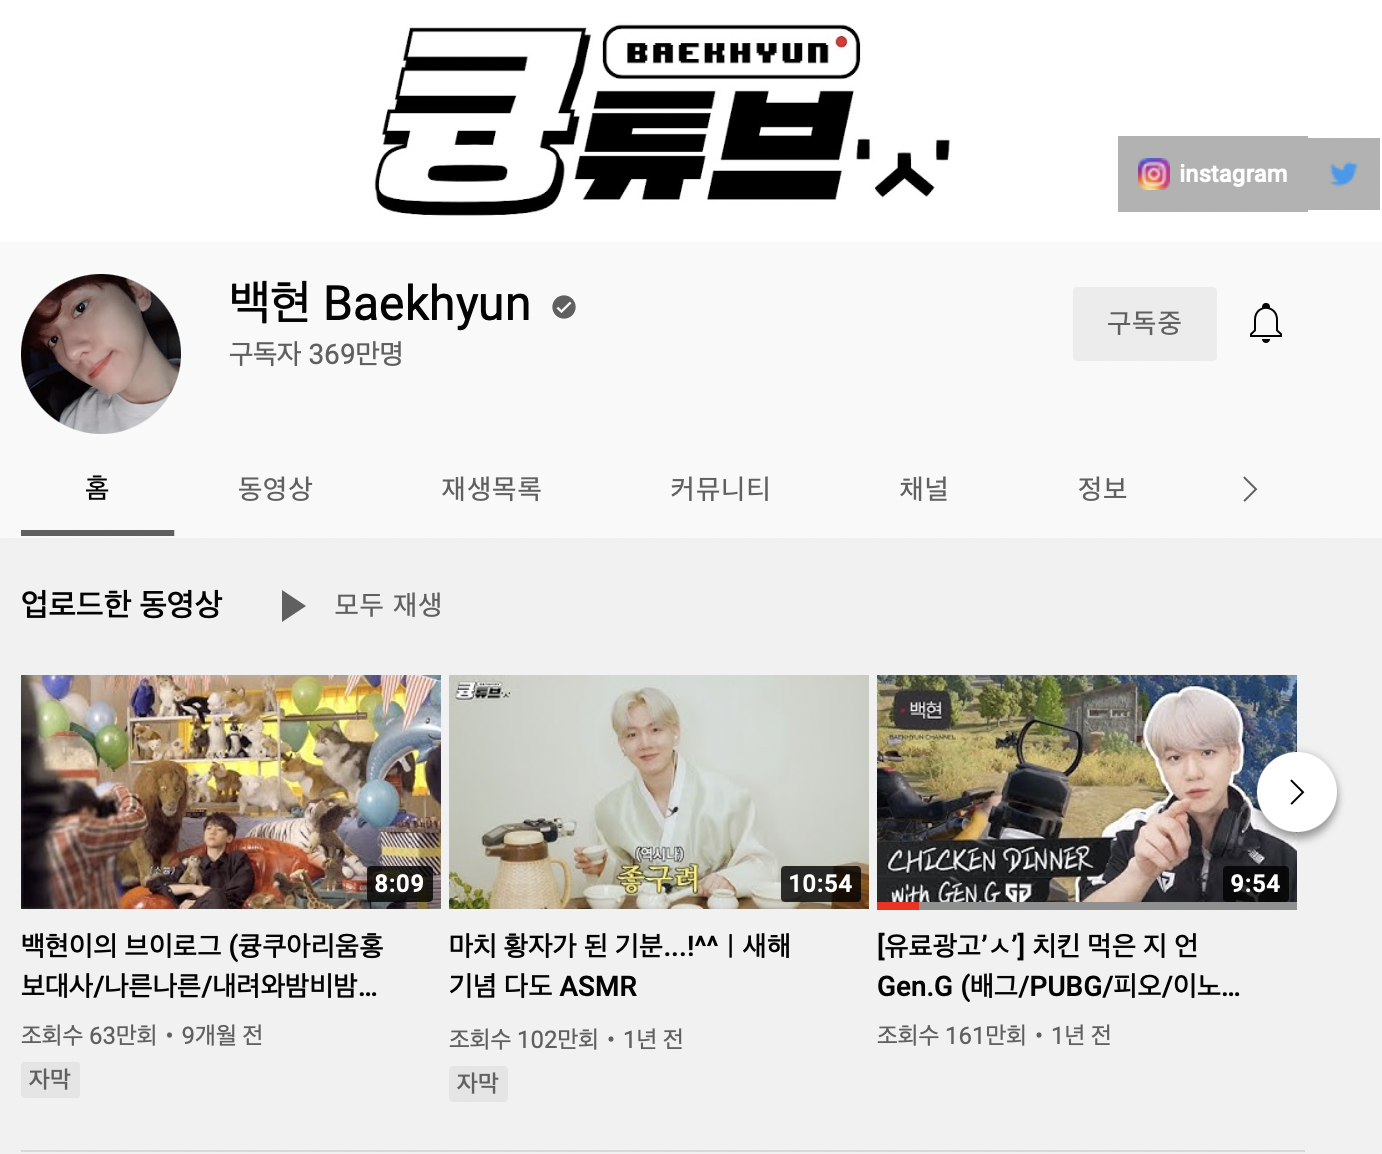 BAEKHYUN
큥튜브'ㅅ'
instagram
백현 Baekhyun
구독자 369만명
구독중
홈 동영상 재생목록 커뮤니티 채널 정보
업로드한 동영상 모두 재생
8:09
백현이의 브이로그 (큥쿠아리움홍
보대사/나른나른/내려와밤비밤...
조회수 63만회 • 9개월 전
자막
큥튜브'ㅅ'
(역시나)
좋구려
10:54
마치 황자가 된 기분...!^^ | 새해
기념 다도 ASMR
조회수 102만회 • 1년 전
자막
백현
BAEKHYUN CHANNEL
CHICKEN DINNER
with GEN.G
9:54
[유료광고'ㅅ'] 치킨 먹은 지 언
Gen.G (배그/PUBG/피오/이노...
조회수 161만회 • 1년 전